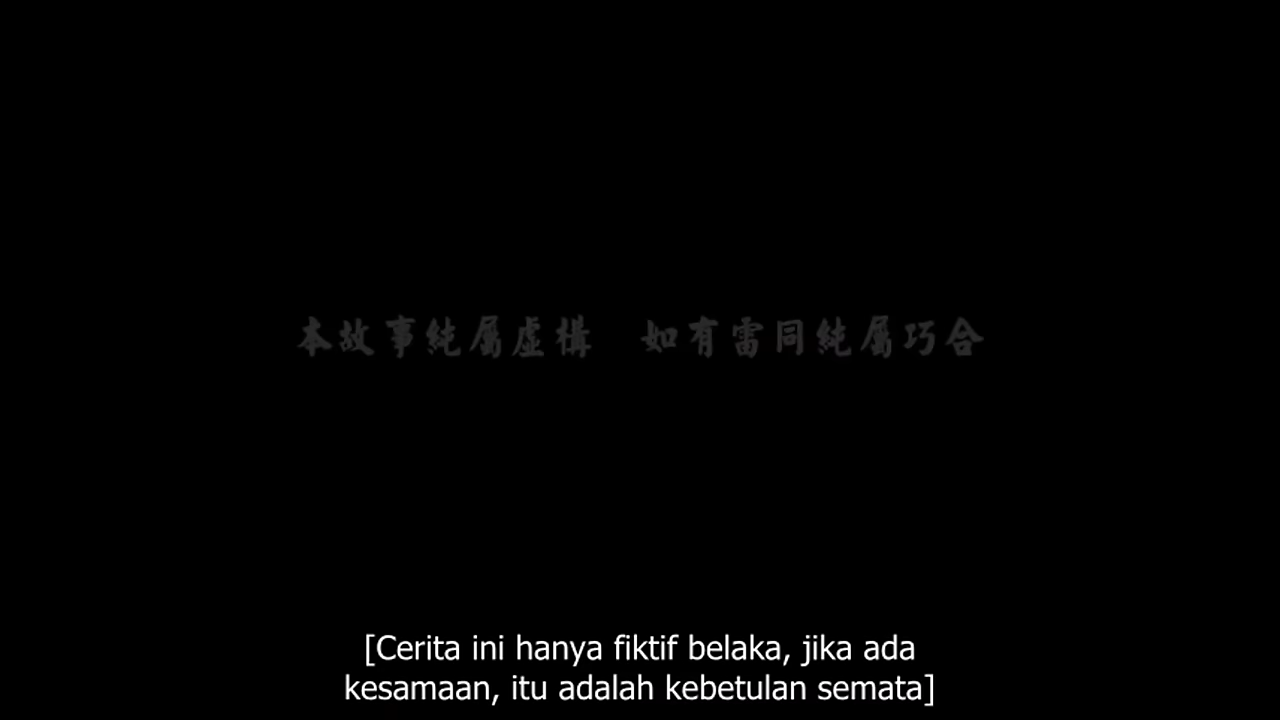 本故事純屬虛構　如有雷同純屬巧合
[Cerita ini hanya fiktif belaka, jika ada
kesamaan, itu adalah kebetulan semata]